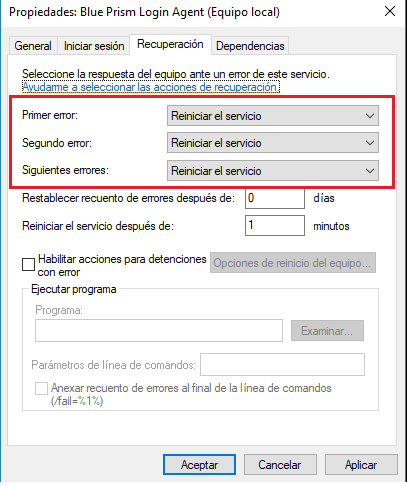 Propiedades: Blue Prism Login Agent (Equipo local)
General
Iniciar sesión
Recuperación
Dependencias
Seleccione la respuesta del equipo ante un error de este servicio.
Ayudarme a seleccionar las acciones de recuperación.
Primer error: Reiniciar el servicio
Segundo error: Reiniciar el servicio
Siguientes errores: Reiniciar el servicio
Restablecer recuento de errores después de: 0 días
Reiniciar el servicio después de: 1 minutos
Habilitar acciones para detenciones
con error
Opciones de reinicio del equipo...
Ejecutar programa
Programa:
Examinar...
Parámetros de línea de comandos:
Anexar recuento de errores al final de la línea de comandos
(/fail=%1%)
Aceptar
Cancelar
Aplicar